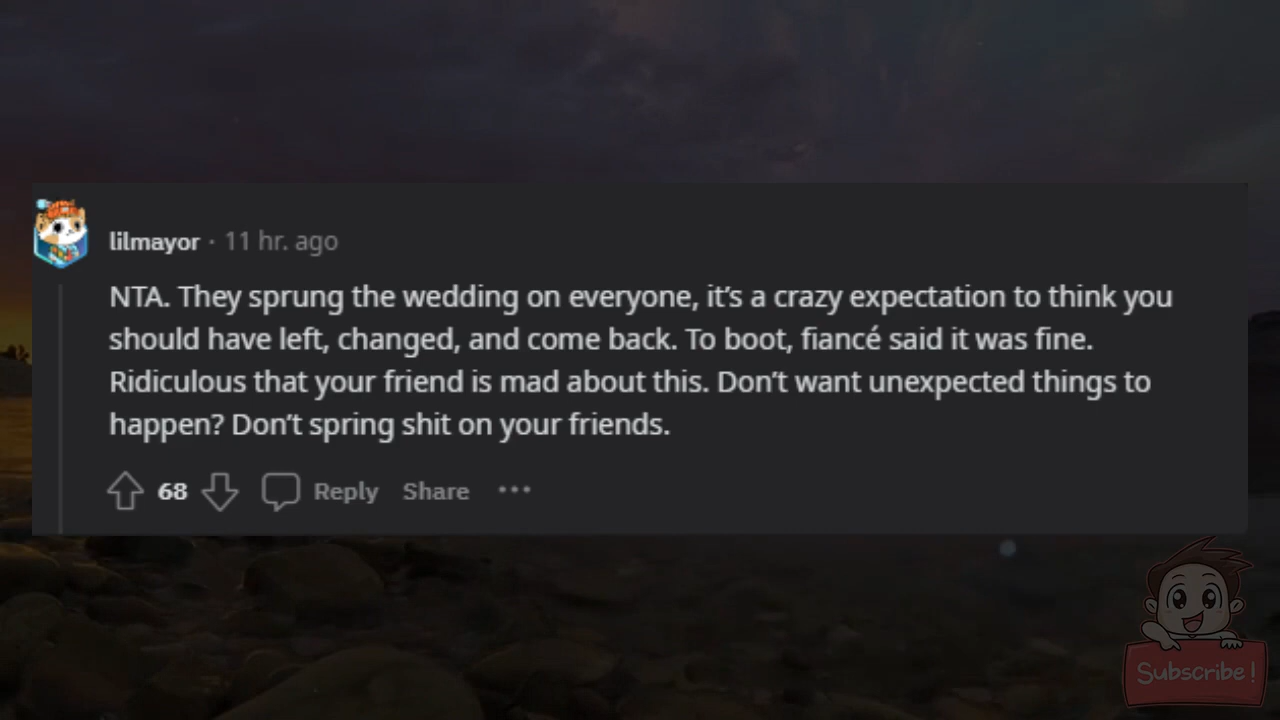 lilmayor · 11 hr. ago
NTA. They sprung the wedding on everyone, it's a crazy expectation to think you
should have left, changed, and come back. To boot, fiancé said it was fine.
Ridiculous that your friend is mad about this. Don't want unexpected things to
happen? Don't spring shit on your friends.
68 Reply Share ···
Subscribe!